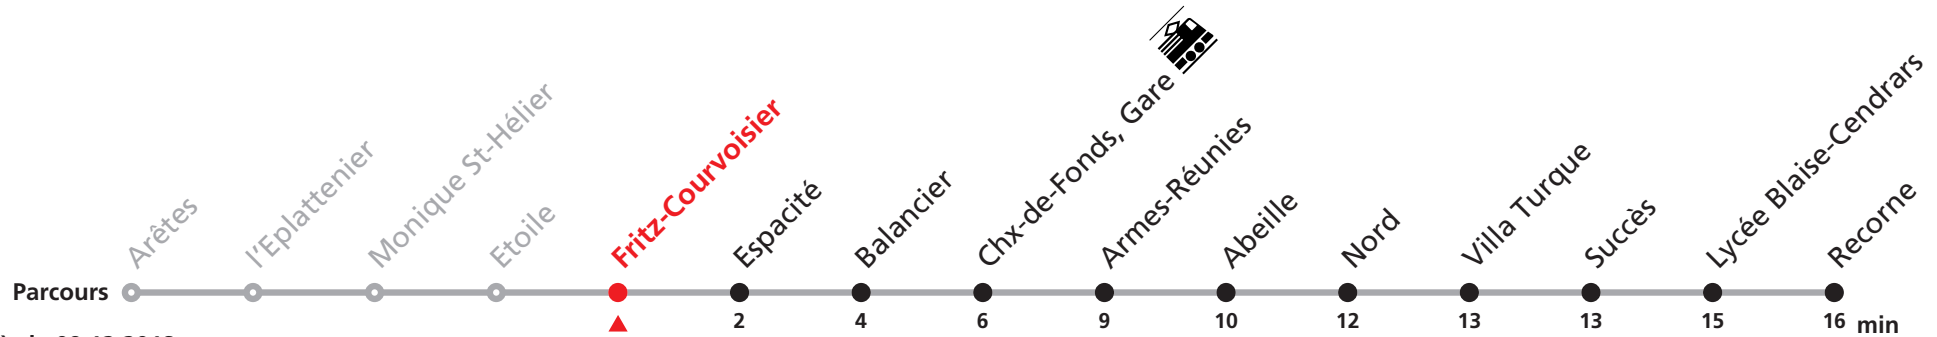 Arêtes
l'Eplattenier
Monique St-Hélier
Etoile
Fritz-Courvoisier
Espacité
Balancier
Chx-de-Fonds, Gare
Armes-Réunies
Abeille
Nord
Villa Turque
Succès
Lycée Blaise-Cendrars
Recorne
Parcours
2 4 6 9 10 12 13 13 15 16 min